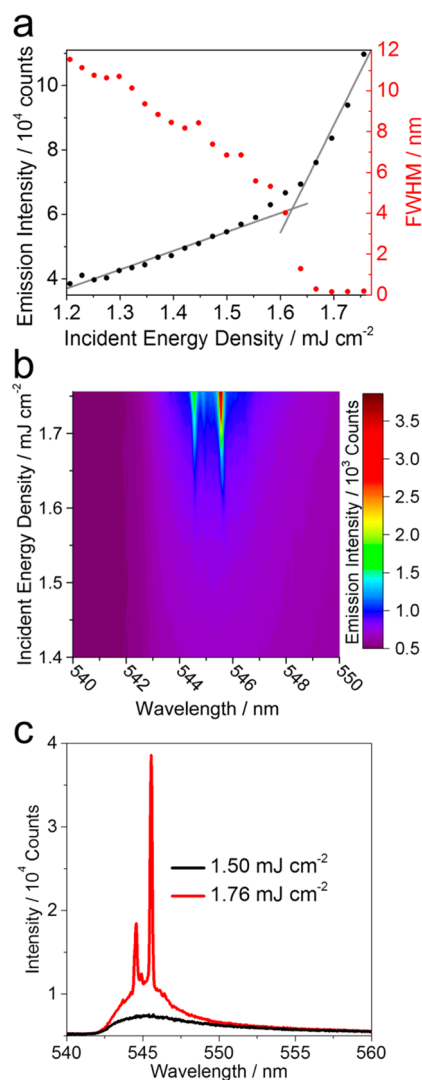 a
Emission Intensity / 10⁴ counts
10
8
6
4
12
10
8
6
4
2
0
FWHM / nm
1.2 1.3 1.4 1.5 1.6 1.7
Incident Energy Density / mJ cm⁻²
b
Incident Energy Density / mJ cm⁻²
1.7
1.6
1.5
1.4
540 542 544 546 548 550
Wavelength / nm
3.5
3.0
2.5
2.0
1.5
1.0
0.5
Emission Intensity / 10³ Counts
c
Intensity / 10⁴ Counts
4
3
2
1
1.50 mJ cm⁻²
1.76 mJ cm⁻²
540 545 550 555 560
Wavelength / nm